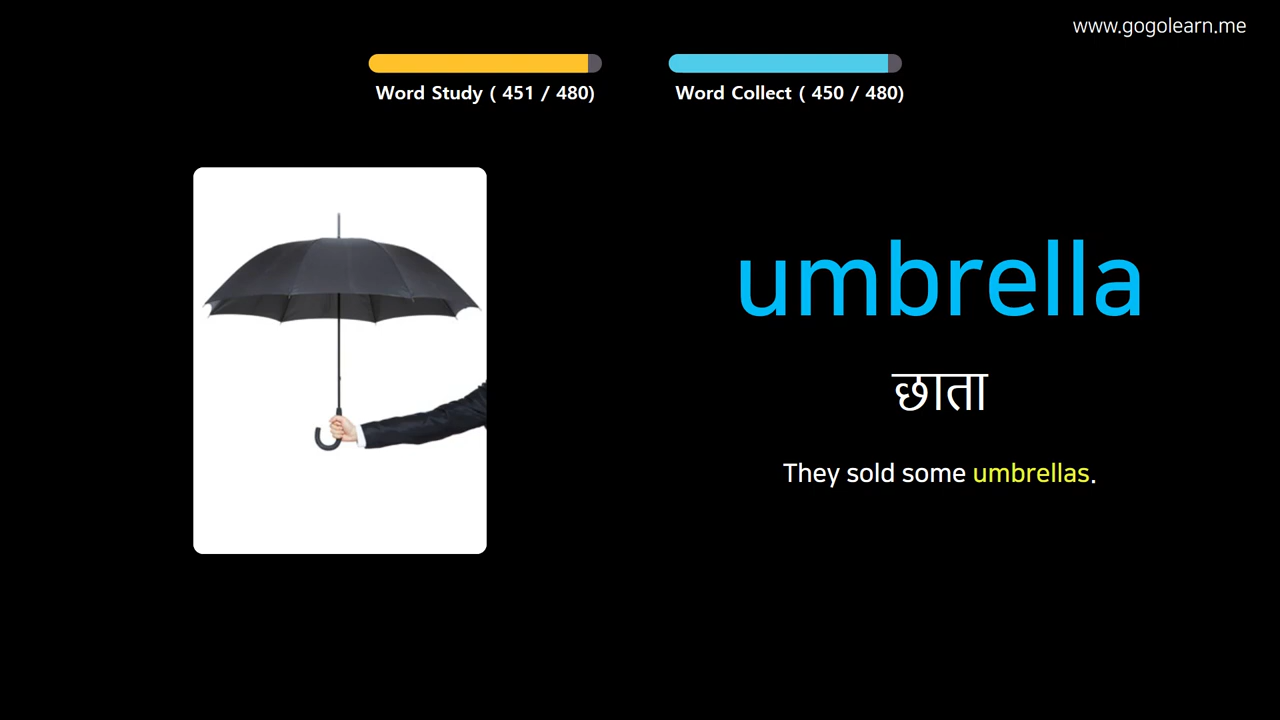 www.gogolearn.me
Word Study ( 451 / 480)
Word Collect ( 450 / 480)
umbrella
छाता
They sold some umbrellas.